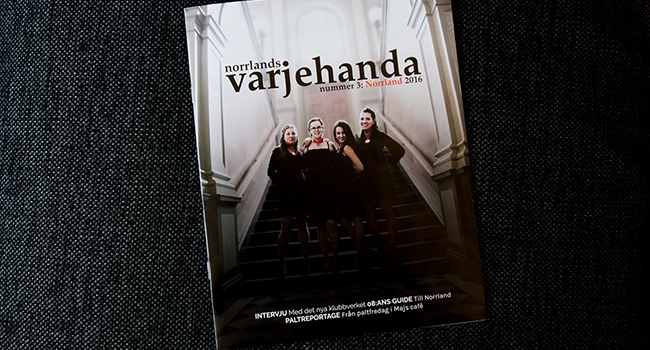 norrlands
varjehanda
nummer 3: Norrland 2016
INTERVJU Med det nya klubbverket 08:ANS GUIDE Till Norrland
PALTREPORTAGE Från paltfredag i Majs café